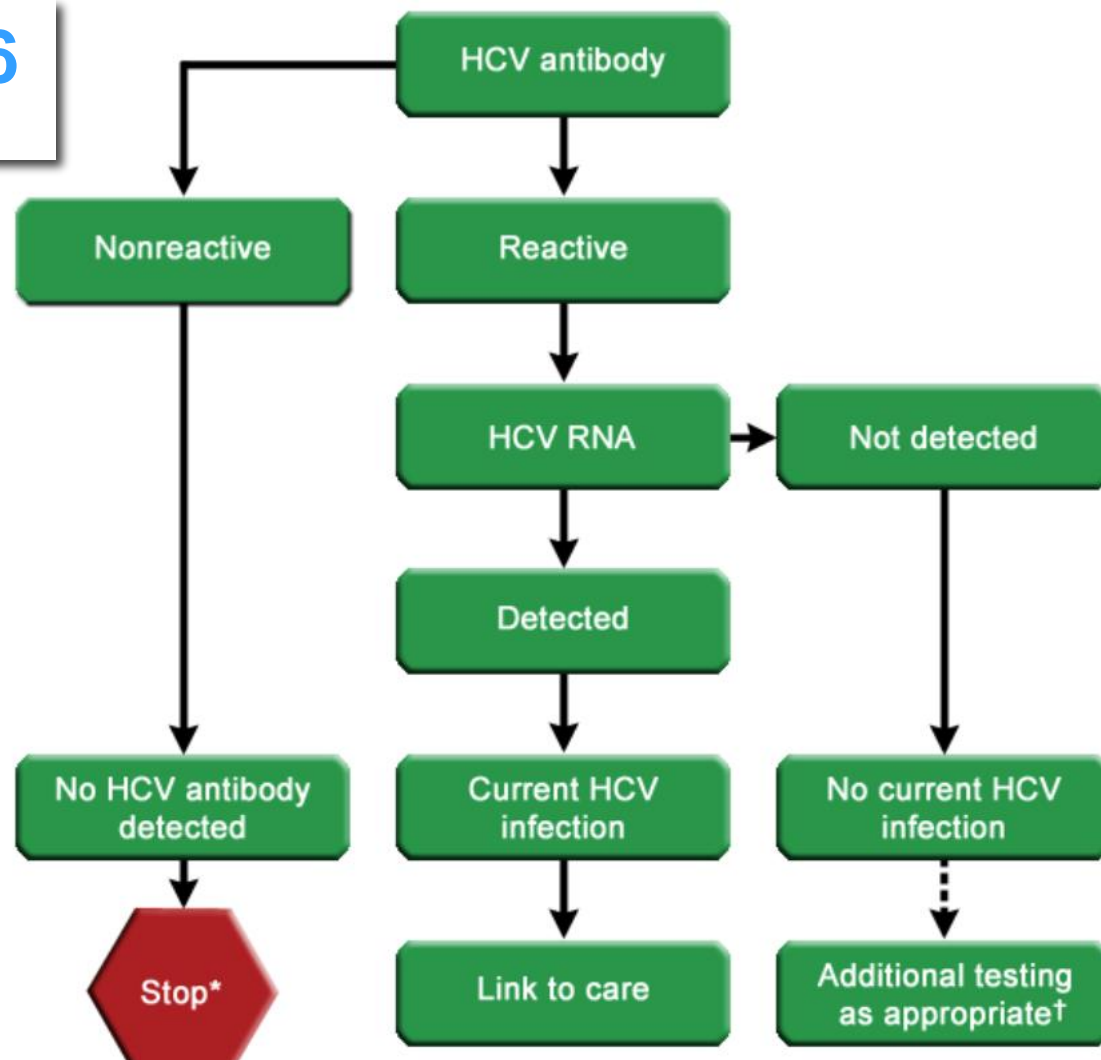 6
HCV antibody
Nonreactive
Reactive
HCV RNA
Not detected
Detected
No HCV antibody
detected
Current HCV
infection
No current HCV
infection
Stop*
Link to care
Additional testing
as appropriate†